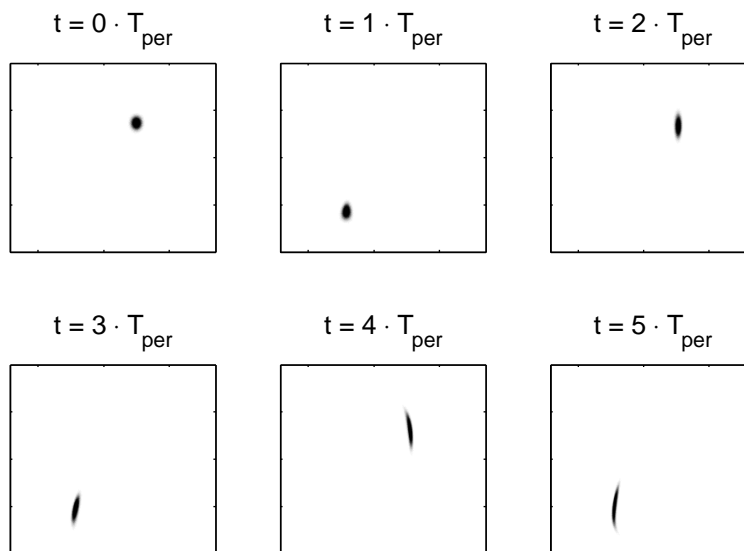 t = 0 · T_per
t = 1 · T_per
t = 2 · T_per
t = 3 · T_per
t = 4 · T_per
t = 5 · T_per